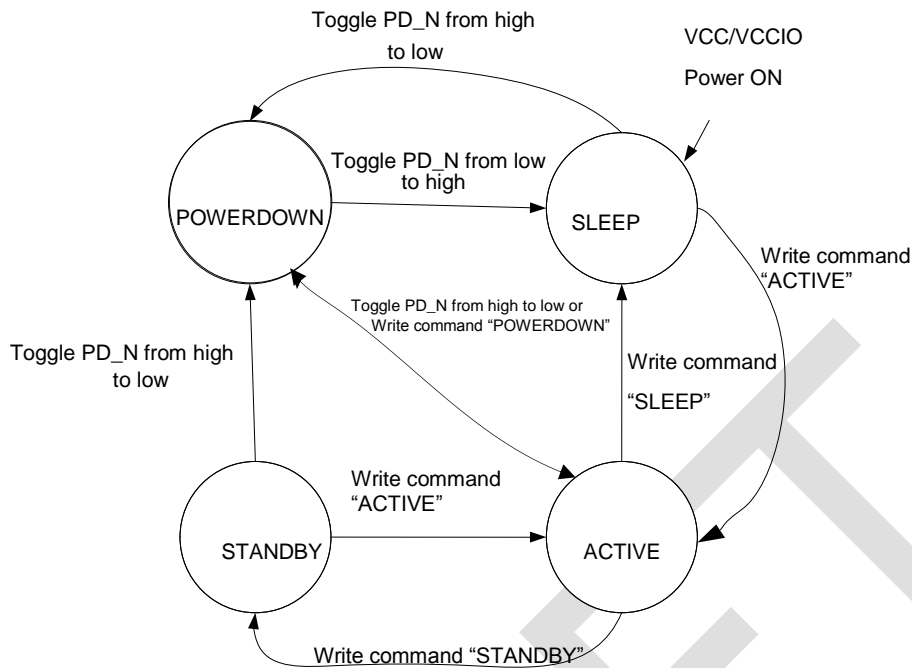 Toggle PD_N from high
to low
VCC/VCCIO
Power ON
Toggle PD_N from low
to high
POWERDOWN
SLEEP
Write command
“ACTIVE”
Toggle PD_N from high to low or
Write command “POWERDOWN”
Toggle PD_N from high
to low
Write command
“SLEEP”
Write command
“ACTIVE”
STANDBY
ACTIVE
Write command “STANDBY”